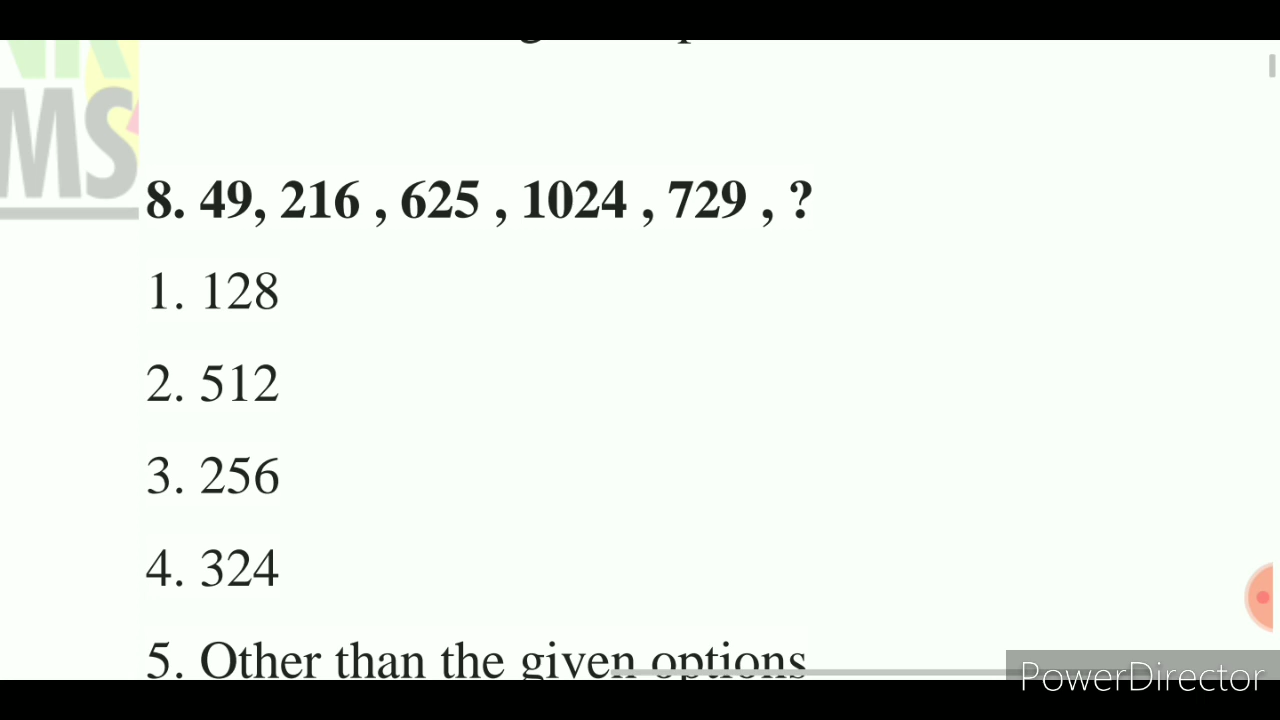 MS
8. 49, 216 , 625 , 1024 , 729 , ?
1. 128
2. 512
3. 256
4. 324
5. Other than the given options
PowerDirector